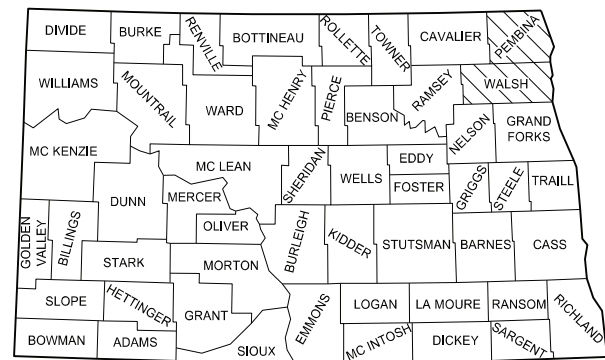 DIVIDE
BURKE
RENVILLE
BOTTINEAU
ROLLETTE
TOWNER
CAVALIER
PEMBINA
WILLIAMS
MOUNTRAIL
WARD
MC HENRY
PIERCE
BENSON
RAMSEY
WALSH
NELSON
GRAND
FORKS
MC KENZIE
DUNN
MC LEAN
MERCER
OLIVER
SHERIDAN
WELLS
EDDY
FOSTER
GRIGGS
STEELE
TRAILL
GOLDEN
VALLEY
BILLINGS
STARK
MORTON
BURLEIGH
KIDDER
STUTSMAN
BARNES
CASS
SLOPE
HETTINGER
GRANT
EMMONS
LOGAN
LA MOURE
RANSOM
RICHLAND
BOWMAN
ADAMS
SIOUX
MC INTOSH
DICKEY
SARGENT